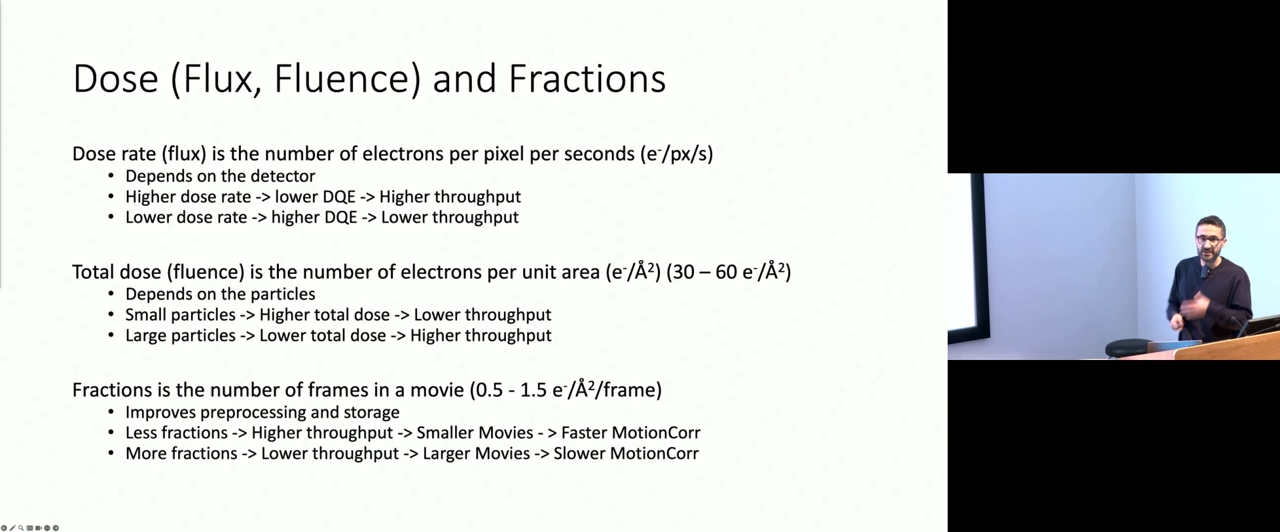 Dose (Flux, Fluence) and Fractions
Dose rate (flux) is the number of electrons per pixel per seconds (e⁻/px/s)
• Depends on the detector
• Higher dose rate -> lower DQE -> Higher throughput
• Lower dose rate -> higher DQE -> Lower throughput
Total dose (fluence) is the number of electrons per unit area (e⁻/Å²) (30 – 60 e⁻/Å²)
• Depends on the particles
• Small particles -> Higher total dose -> Lower throughput
• Large particles -> Lower total dose -> Higher throughput
Fractions is the number of frames in a movie (0.5 - 1.5 e⁻/Å²/frame)
• Improves preprocessing and storage
• Less fractions -> Higher throughput -> Smaller Movies - > Faster MotionCorr
• More fractions -> Lower throughput -> Larger Movies -> Slower MotionCorr